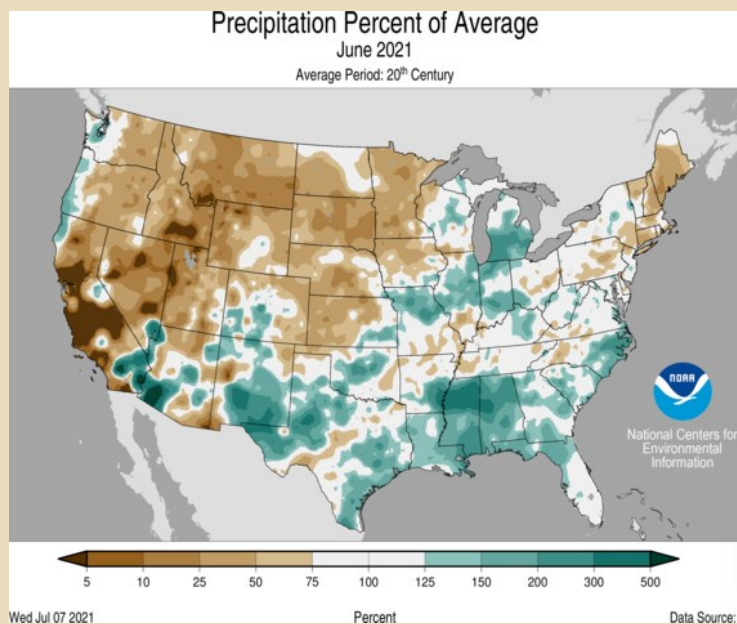 Precipitation Percent of Average
June 2021
Average Period: 20th Century
NOAA
National Centers for
Environmental
Information
5 10 25 50 75 100 125 150 200 300 500
Wed Jul 07 2021 Percent Data Source: